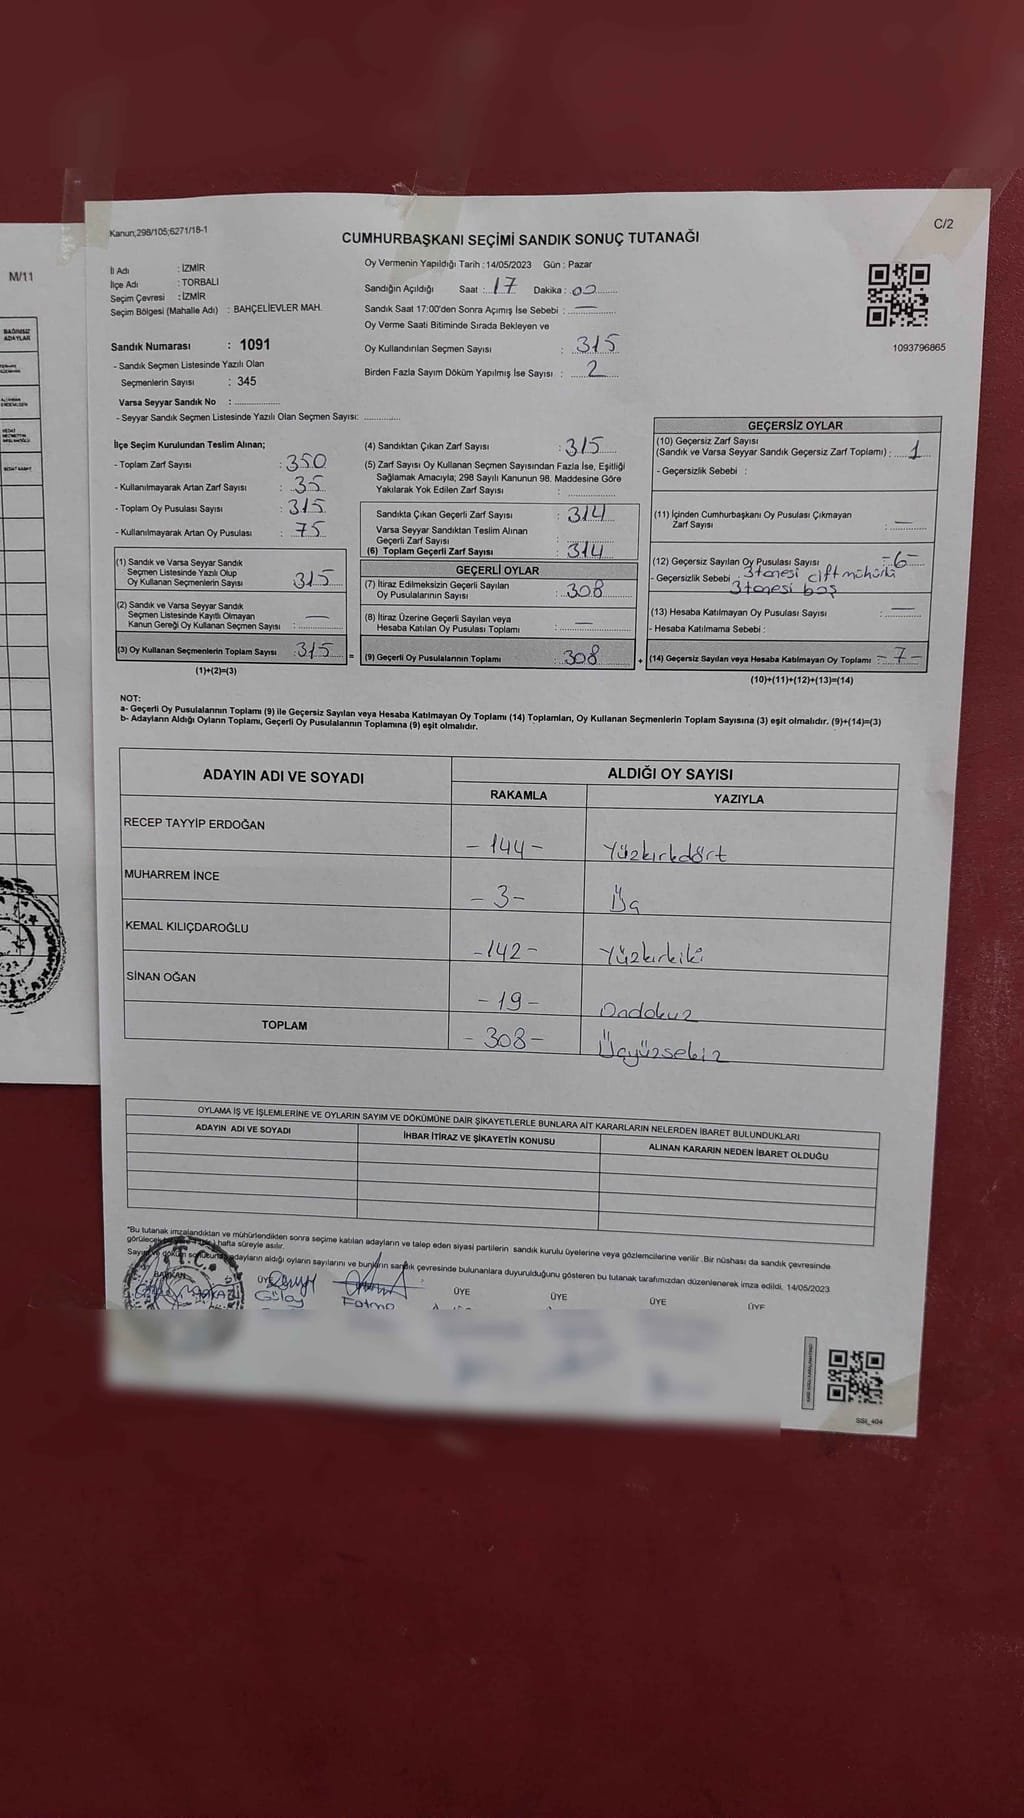 M/11
BAĞIMSIZ
ADAYLAR
Kanun;298/105;6271/18-1
C/2
CUMHURBAŞKANI SEÇİMİ SANDIK SONUÇ TUTANAĞI
İl Adı : İZMİR
İlçe Adı : TORBALI
Seçim Çevresi : İZMİR
Seçim Bölgesi (Mahalle Adı) : BAHÇELİEVLER MAH.
Sandık Numarası : 1091
- Sandık Seçmen Listesinde Yazılı Olan
Seçmenlerin Sayısı : 345
Varsa Seyyar Sandık No :
- Seyyar Sandık Seçmen Listesinde Yazılı Olan Seçmen Sayısı:
Oy Vermenin Yapıldığı Tarih : 14/05/2023 Gün : Pazar
Sandığın Açıldığı Saat : 17 Dakika : 00
Sandık Saat 17:00'den Sonra Açımış İse Sebebi : —
Oy Verme Saati Bitiminde Sırada Bekleyen ve
Oy Kullandırılan Seçmen Sayısı : 315
Birden Fazla Sayım Döküm Yapılmış İse Sayısı : 2
1093796865
İlçe Seçim Kurulundan Teslim Alınan;
- Toplam Zarf Sayısı : 350
- Kullanılmayarak Artan Zarf Sayısı : 35
- Toplam Oy Pusulası Sayısı : 315
- Kullanılmayarak Artan Oy Pusulası : 75
(1) Sandık ve Varsa Seyyar Sandık
Seçmen Listesinde Yazılı Olup
Oy Kullanan Seçmenlerin Sayısı 315
(2) Sandık ve Varsa Seyyar Sandık
Seçmen Listesinde Kayıtlı Olmayan
Kanun Gereği Oy Kullanan Seçmen Sayısı : —
(3) Oy Kullanan Seçmenlerin Toplam Sayısı : 315 =
(1)+(2)=(3)
(4) Sandıktan Çıkan Zarf Sayısı : 315
(5) Zarf Sayısı Oy Kullanan Seçmen Sayısından Fazla İse, Eşitliği
Sağlamak Amacıyla; 298 Sayılı Kanunun 98. Maddesine Göre
Yakılarak Yok Edilen Zarf Sayısı :
Sandıkta Çıkan Geçerli Zarf Sayısı : 314
Varsa Seyyar Sandıktan Teslim Alınan
Geçerli Zarf Sayısı :
(6) Toplam Geçerli Zarf Sayısı : 314
GEÇERLİ OYLAR
(7) İtiraz Edilmeksizin Geçerli Sayılan
Oy Pusulalarının Sayısı : 308
(8) İtiraz Üzerine Geçerli Sayılan veya
Hesaba Katılan Oy Pusulası Toplamı : —
(9) Geçerli Oy Pusulalarının Toplamı : 308 +
GEÇERSİZ OYLAR
(10) Geçersiz Zarf Sayısı
(Sandık ve Varsa Seyyar Sandık Geçersiz Zarf Toplamı) : 1
- Geçersizlik Sebebi :
(11) İçinden Cumhurbaşkanı Oy Pusulası Çıkmayan
Zarf Sayısı : —
(12) Geçersiz Sayılan Oy Pusulası Sayısı : -6-
- Geçersizlik Sebebi : 3 tanesi çift mühürlü
3 tanesi boş
(13) Hesaba Katılmayan Oy Pusulası Sayısı : —
- Hesaba Katılmama Sebebi :
(14) Geçersiz Sayılan veya Hesaba Katılmayan Oy Toplamı : -7-
(10)+(11)+(12)+(13)=(14)
NOT:
a- Geçerli Oy Pusulalarının Toplamı (9) ile Geçersiz Sayılan veya Hesaba Katılmayan Oy Toplamı (14) Toplamları, Oy Kullanan Seçmenlerin Toplam Sayısına (3) eşit olmalıdır. (9)+(14)=(3)
b- Adayların Aldığı Oyların Toplamı, Geçerli Oy Pusulalarının Toplamına (9) eşit olmalıdır.
ADAYIN ADI VE SOYADI ALDIĞI OY SAYISI
RAKAMLA YAZIYLA
RECEP TAYYİP ERDOĞAN - 144 - Yüzkırkdört
MUHARREM İNCE - 3 - Üç
KEMAL KILIÇDAROĞLU - 142 - Yüzkırkiki
SİNAN OĞAN - 19 - Ondokuz
TOPLAM - 308 - Üçyüzsekiz
OYLAMA İŞ VE İŞLEMLERİNE VE OYLARIN SAYIM VE DÖKÜMÜNE DAİR ŞİKAYETLERLE BUNLARA AİT KARARLARIN NELERDEN İBARET BULUNDUKLARI
ADAYIN ADI VE SOYADI İHBAR İTİRAZ VE ŞİKAYETİN KONUSU ALINAN KARARIN NEDEN İBARET OLDUĞU
*Bu tutanak imzalandıktan ve mühürlendikten sonra seçime katılan adayların ve talep eden siyasi partilerin sandık kurulu üyelerine veya gözlemcilerine verilir .Bir nüshası da sandık çevresinde
görülecek hafta süreyle asılır.
Sayım ve döküm sonucunda adayların aldığı oyların sayılarını ve bunların sandık çevresinde bulunanlara duyurulduğunu gösteren bu tutanak tarafımızdan düzenlenerek imza edildi. 14/05/2023
T.C.
BAŞKAN ÜYE ÜYE ÜYE ÜYE ÜYE
Gülay Fatma
SSI_404